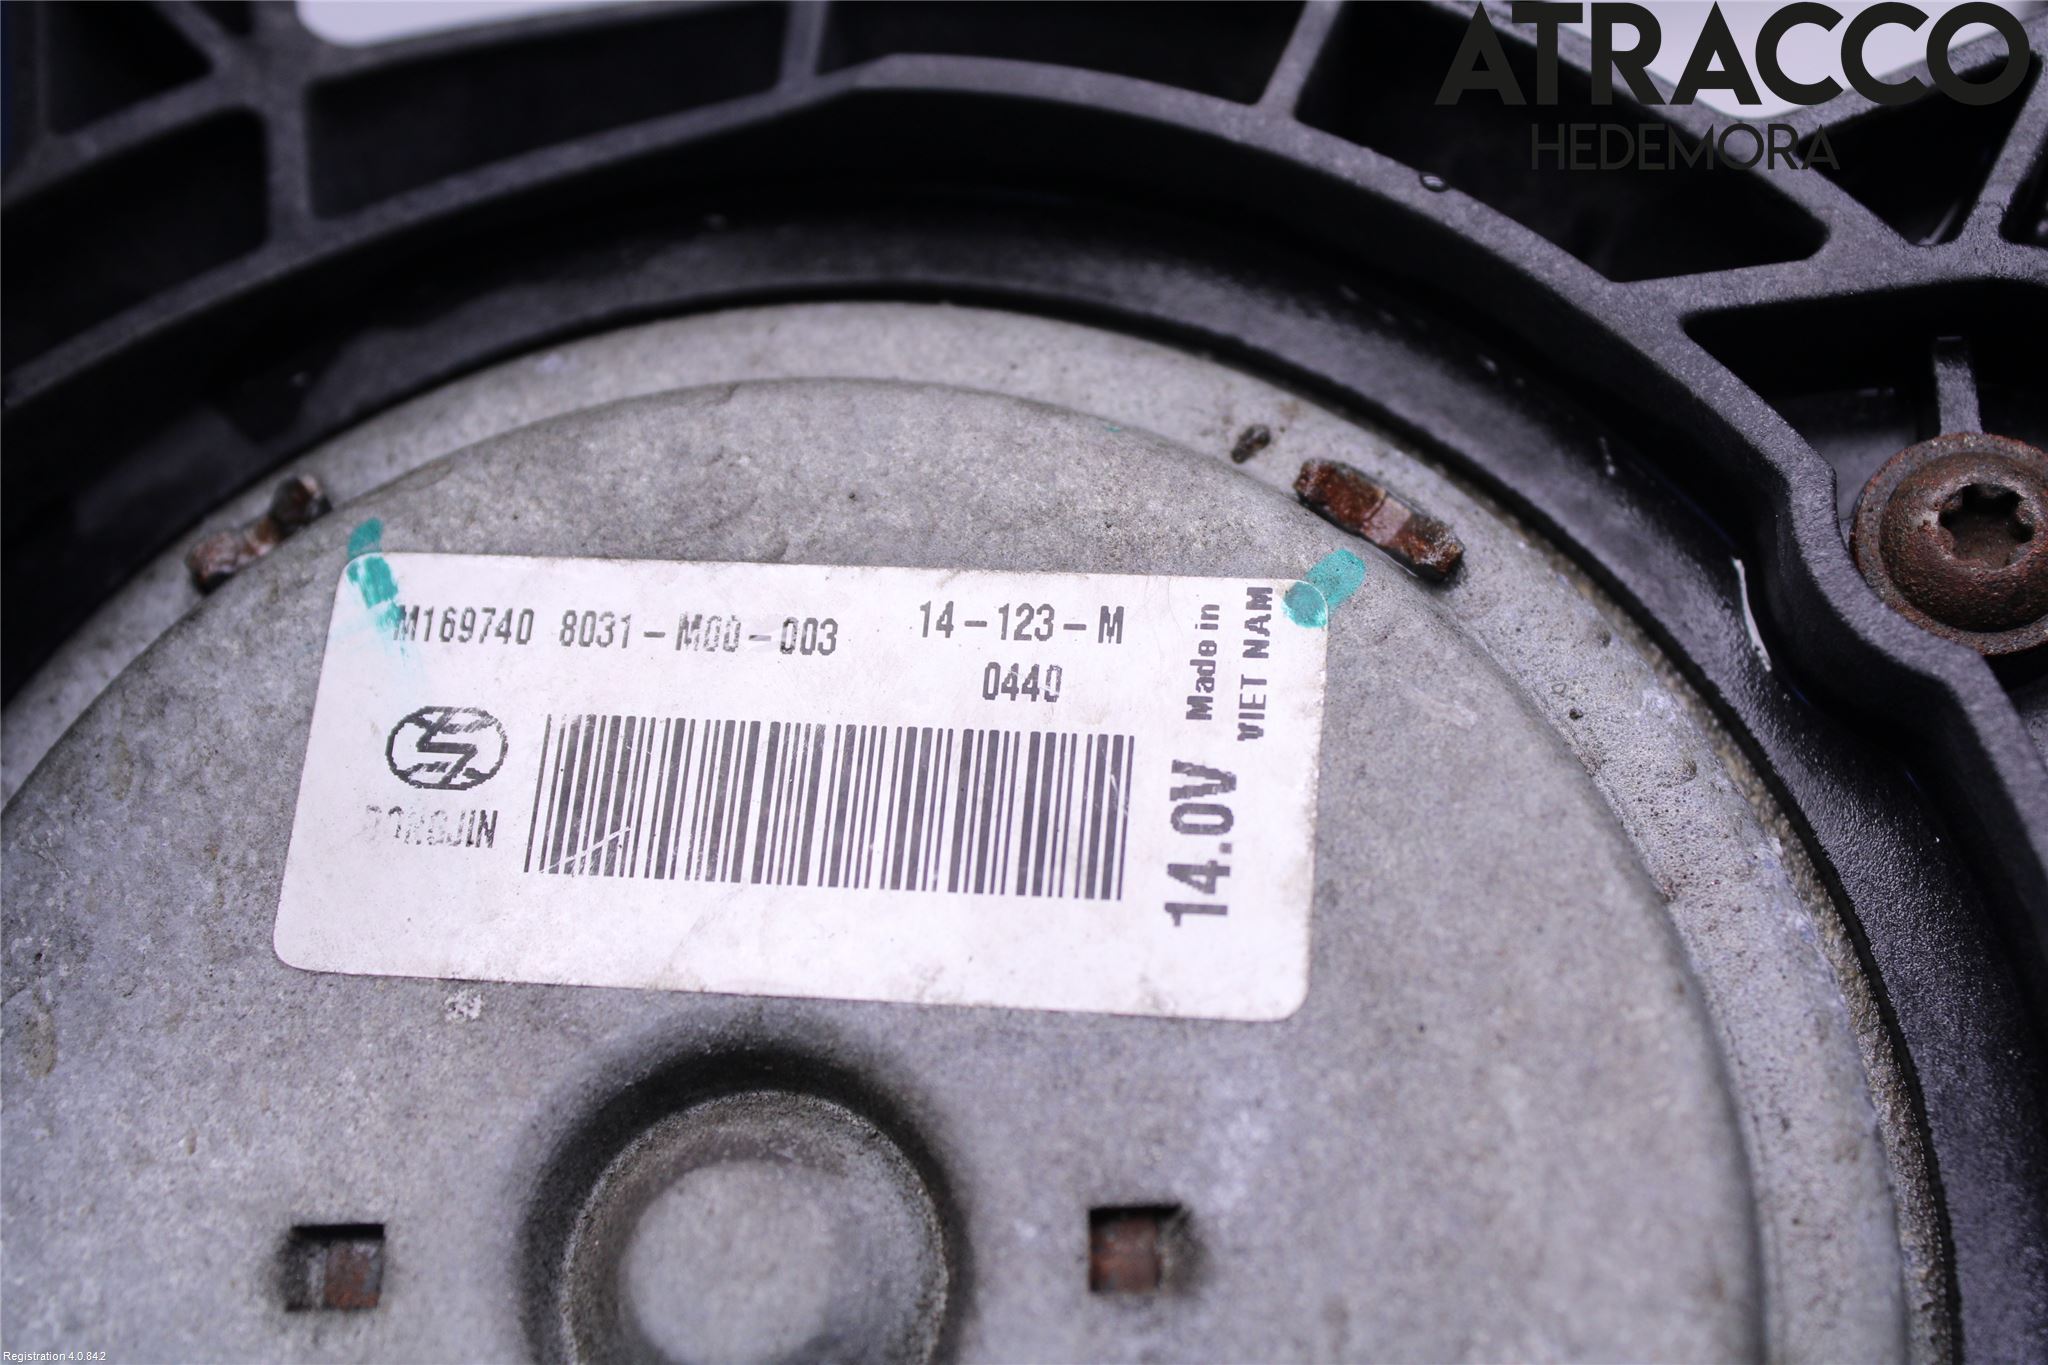 ATRACCO
HEDEMORA
M169740 8031-M00-003 14-123-M
0440
Made in
VIET NAM
14.0V
DONGJIN
Registration 4.0.842